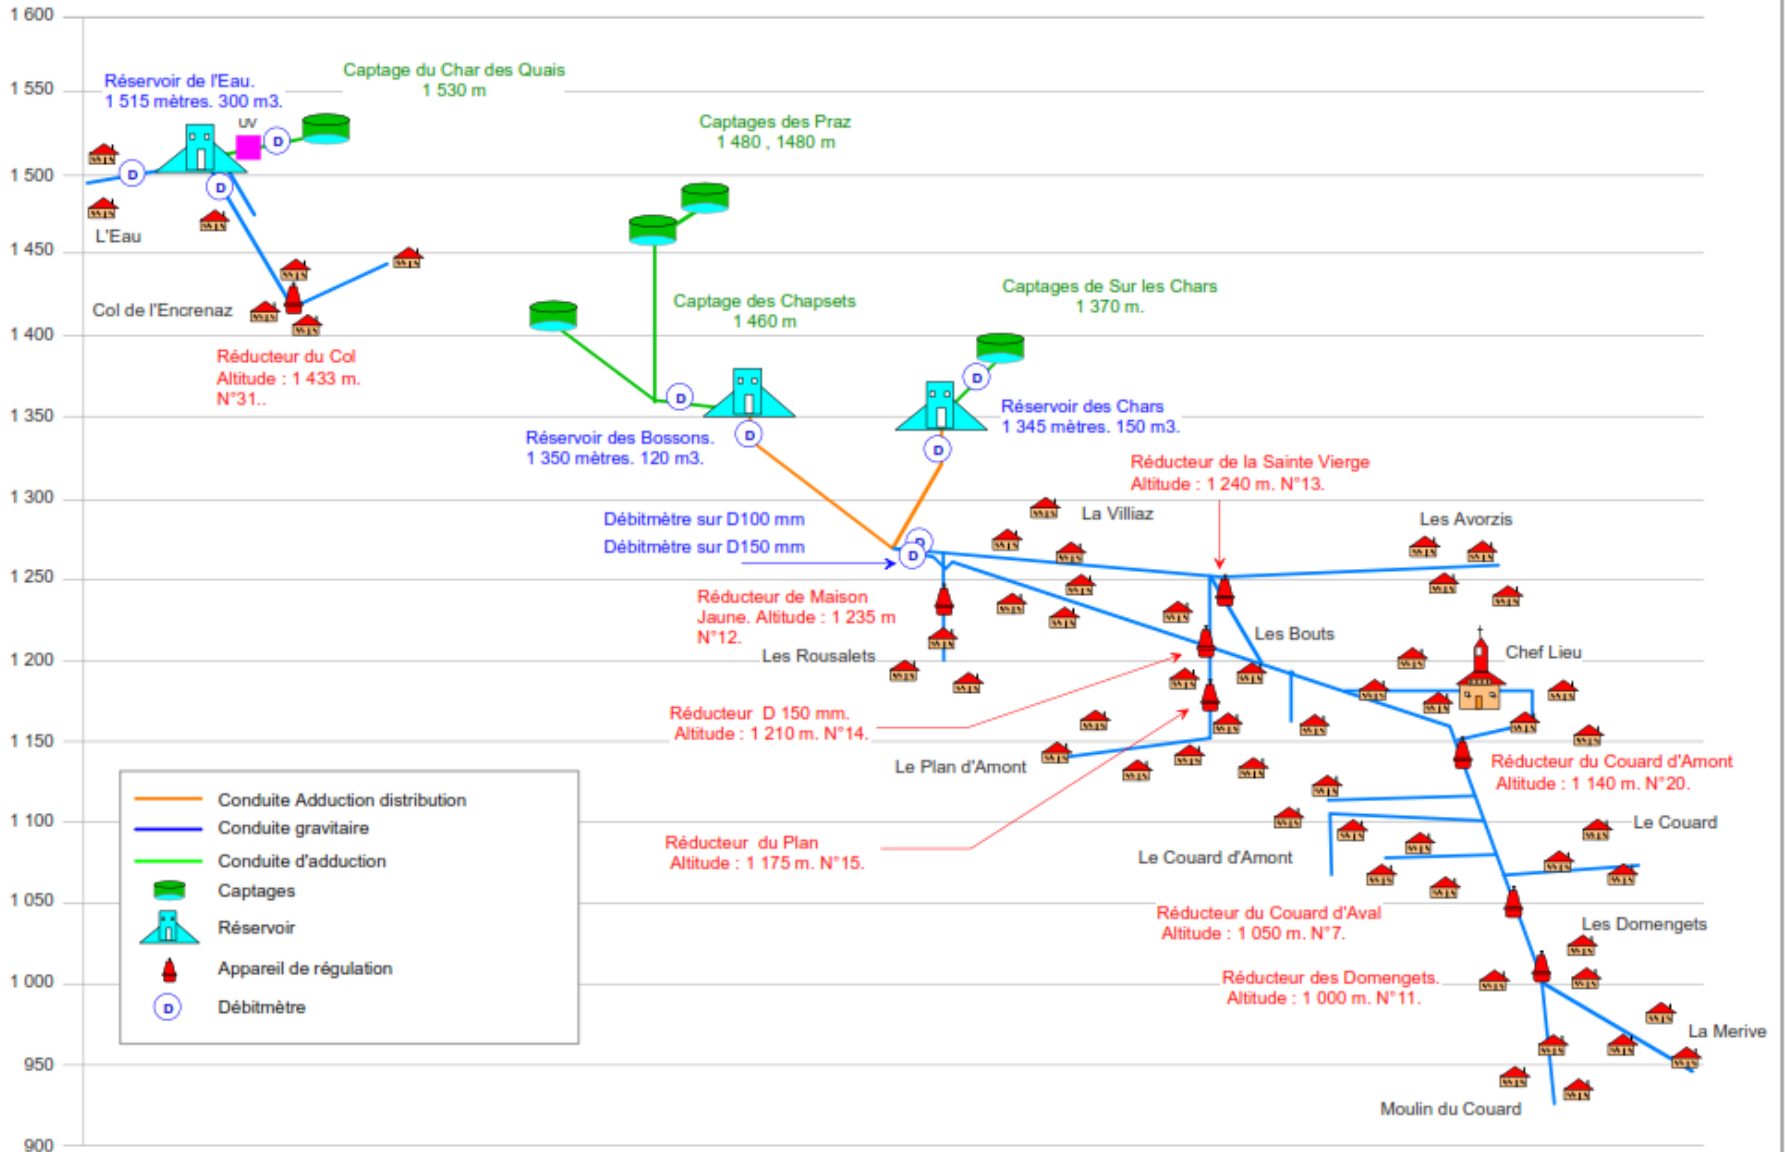 1 600
1 550
1 500
1 450
1 400
1 350
1 300
1 250
1 200
1 150
1 100
1 050
1 000
950
900
Réservoir de l'Eau.
1 515 mètres. 300 m3.
UV
D
D
D
Captage du Char des Quais
1 530 m
L'Eau
Col de l'Encrenaz
Réducteur du Col
Altitude : 1 433 m.
N°31..
Captages des Praz
1 480 , 1480 m
Captage des Chapsets
1 460 m
D
D
Réservoir des Bossons.
1 350 mètres. 120 m3.
Captages de Sur les Chars
1 370 m.
D
D
Réservoir des Chars
1 345 mètres. 150 m3.
Réducteur de la Sainte Vierge
Altitude : 1 240 m. N°13.
Débitmètre sur D100 mm
Débitmètre sur D150 mm
D
D
La Villiaz
Les Avorzis
Réducteur de Maison
Jaune. Altitude : 1 235 m
N°12.
Les Rousalets
Les Bouts
Chef Lieu
Réducteur D 150 mm.
Altitude : 1 210 m. N°14.
Le Plan d'Amont
Réducteur du Couard d'Amont
Altitude : 1 140 m. N°20.
Réducteur du Plan
Altitude : 1 175 m. N°15.
Le Couard
Le Couard d'Amont
Réducteur du Couard d'Aval
Altitude : 1 050 m. N°7.
Les Domengets
Réducteur des Domengets.
Altitude : 1 000 m. N°11.
La Merive
Moulin du Couard
Conduite Adduction distribution
Conduite gravitaire
Conduite d'adduction
Captages
Réservoir
Appareil de régulation
D
Débitmètre